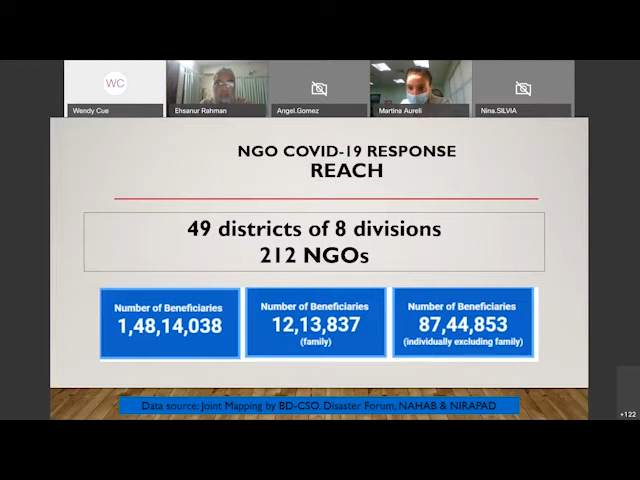 WC
Wendy Cue
Ehsanur Rahman
Angel.Gomez
Martina Aureli
Nina.SILVIA
NGO COVID-19 RESPONSE
REACH
49 districts of 8 divisions
212 NGOs
Number of Beneficiaries
1,48,14,038
Number of Beneficiaries
12,13,837
(family)
Number of Beneficiaries
87,44,853
(individually excluding family)
Data source: Joint Mapping by BD-CSO. Disaster Forum, NAHAB & NIRAPAD
+122